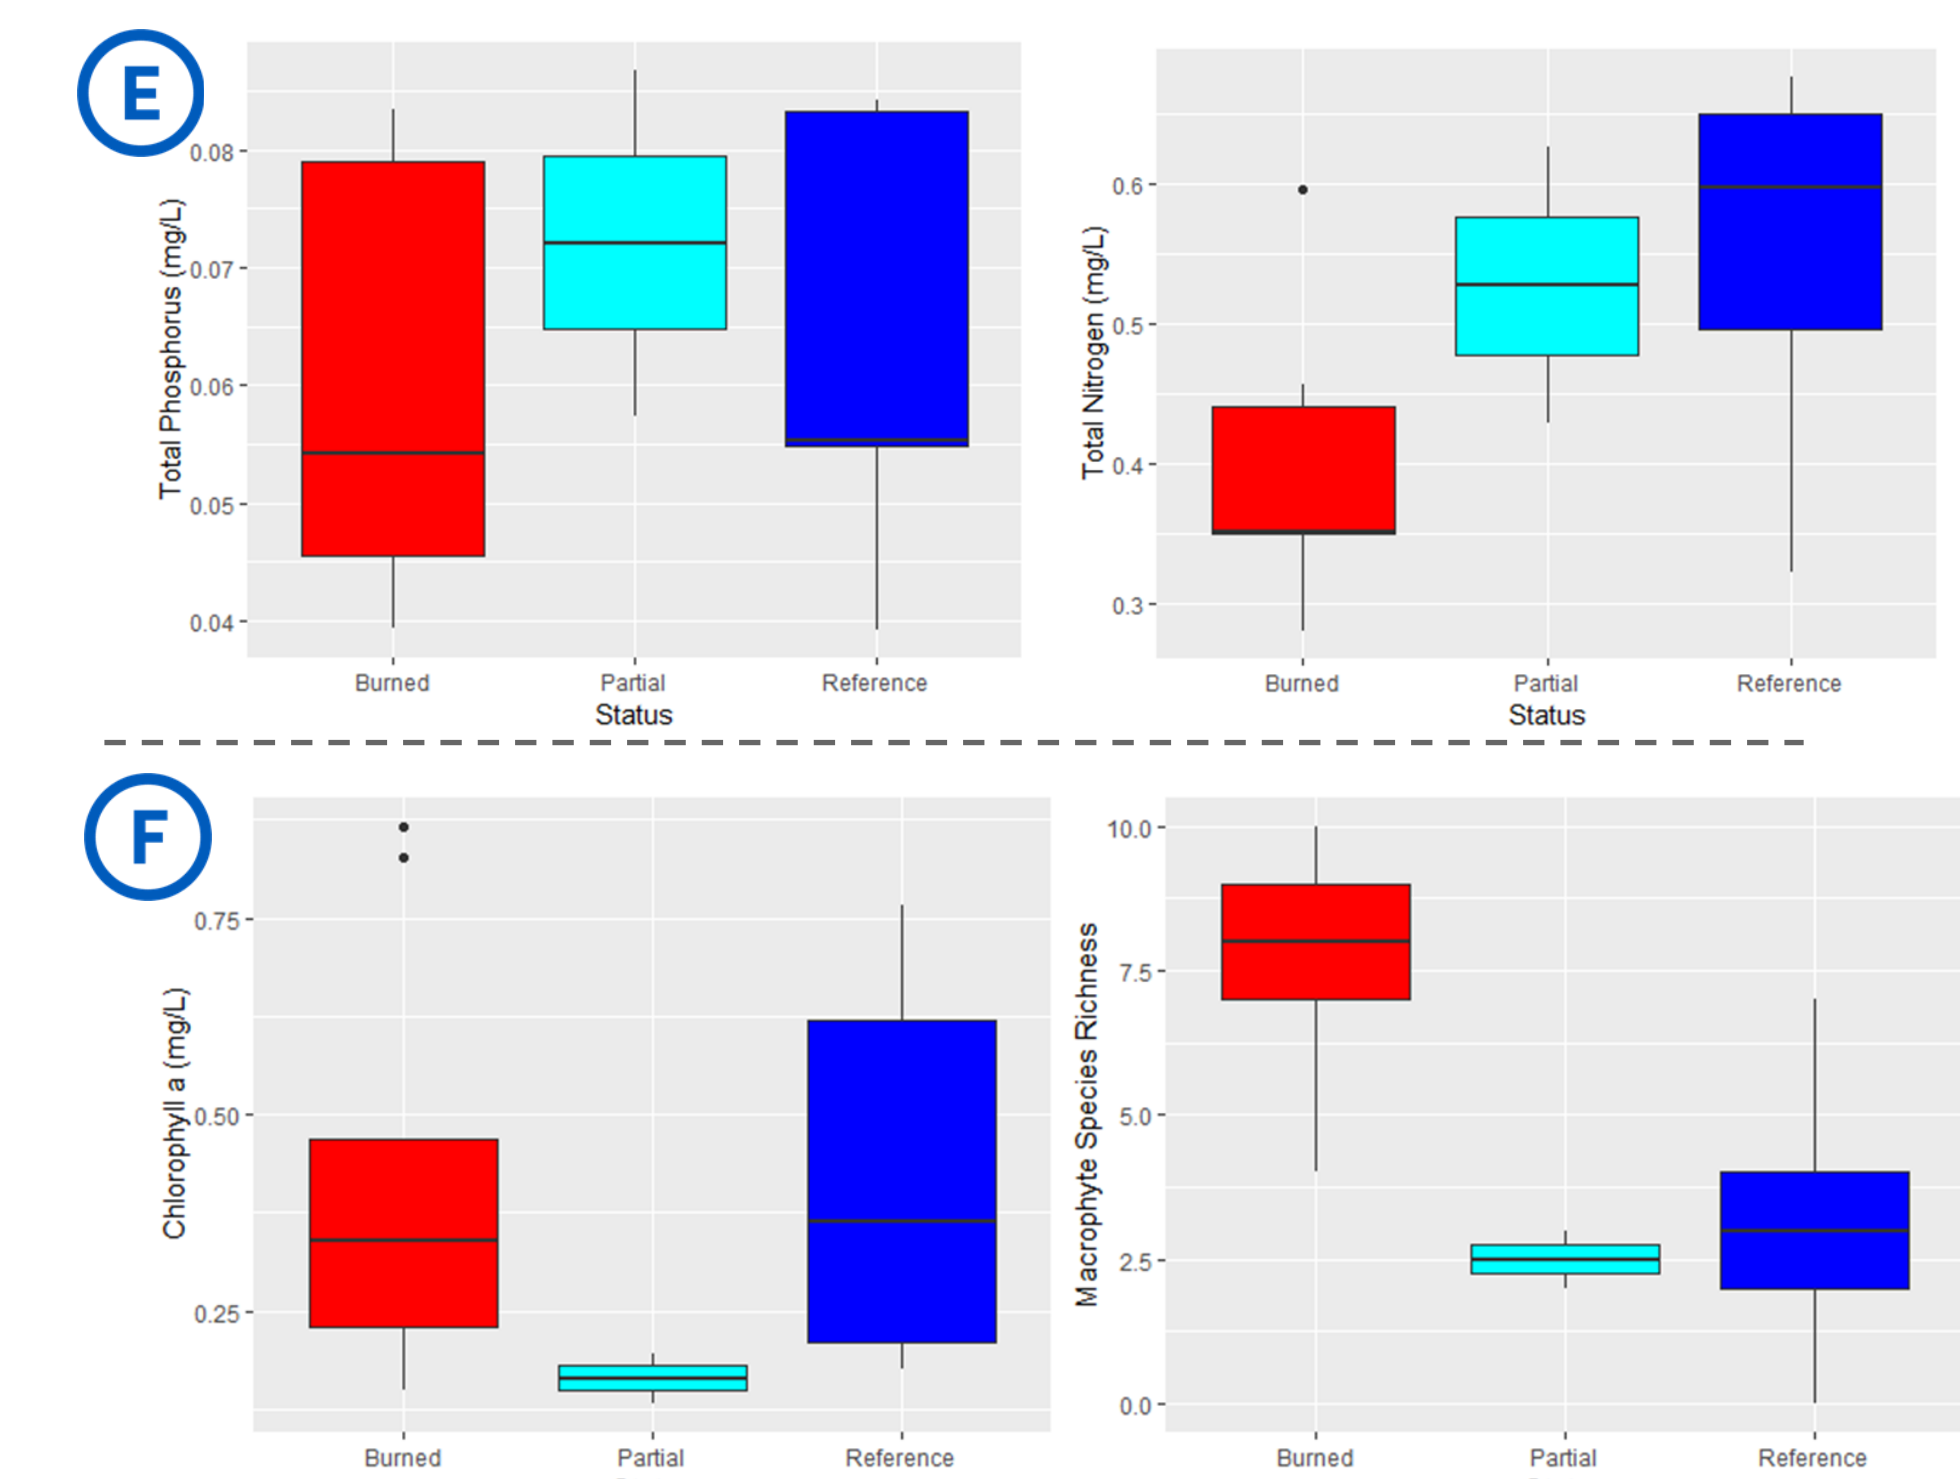 E
Total Phosphorus (mg/L)
0.08
0.07
0.06
0.05
0.04
Burned Partial Reference
Status
Total Nitrogen (mg/L)
0.6
0.5
0.4
0.3
Burned Partial Reference
Status
F
Chlorophyll a (mg/L)
0.75
0.50
0.25
Burned Partial Reference
Macrophyte Species Richness
10.0
7.5
5.0
2.5
0.0
Burned Partial Reference